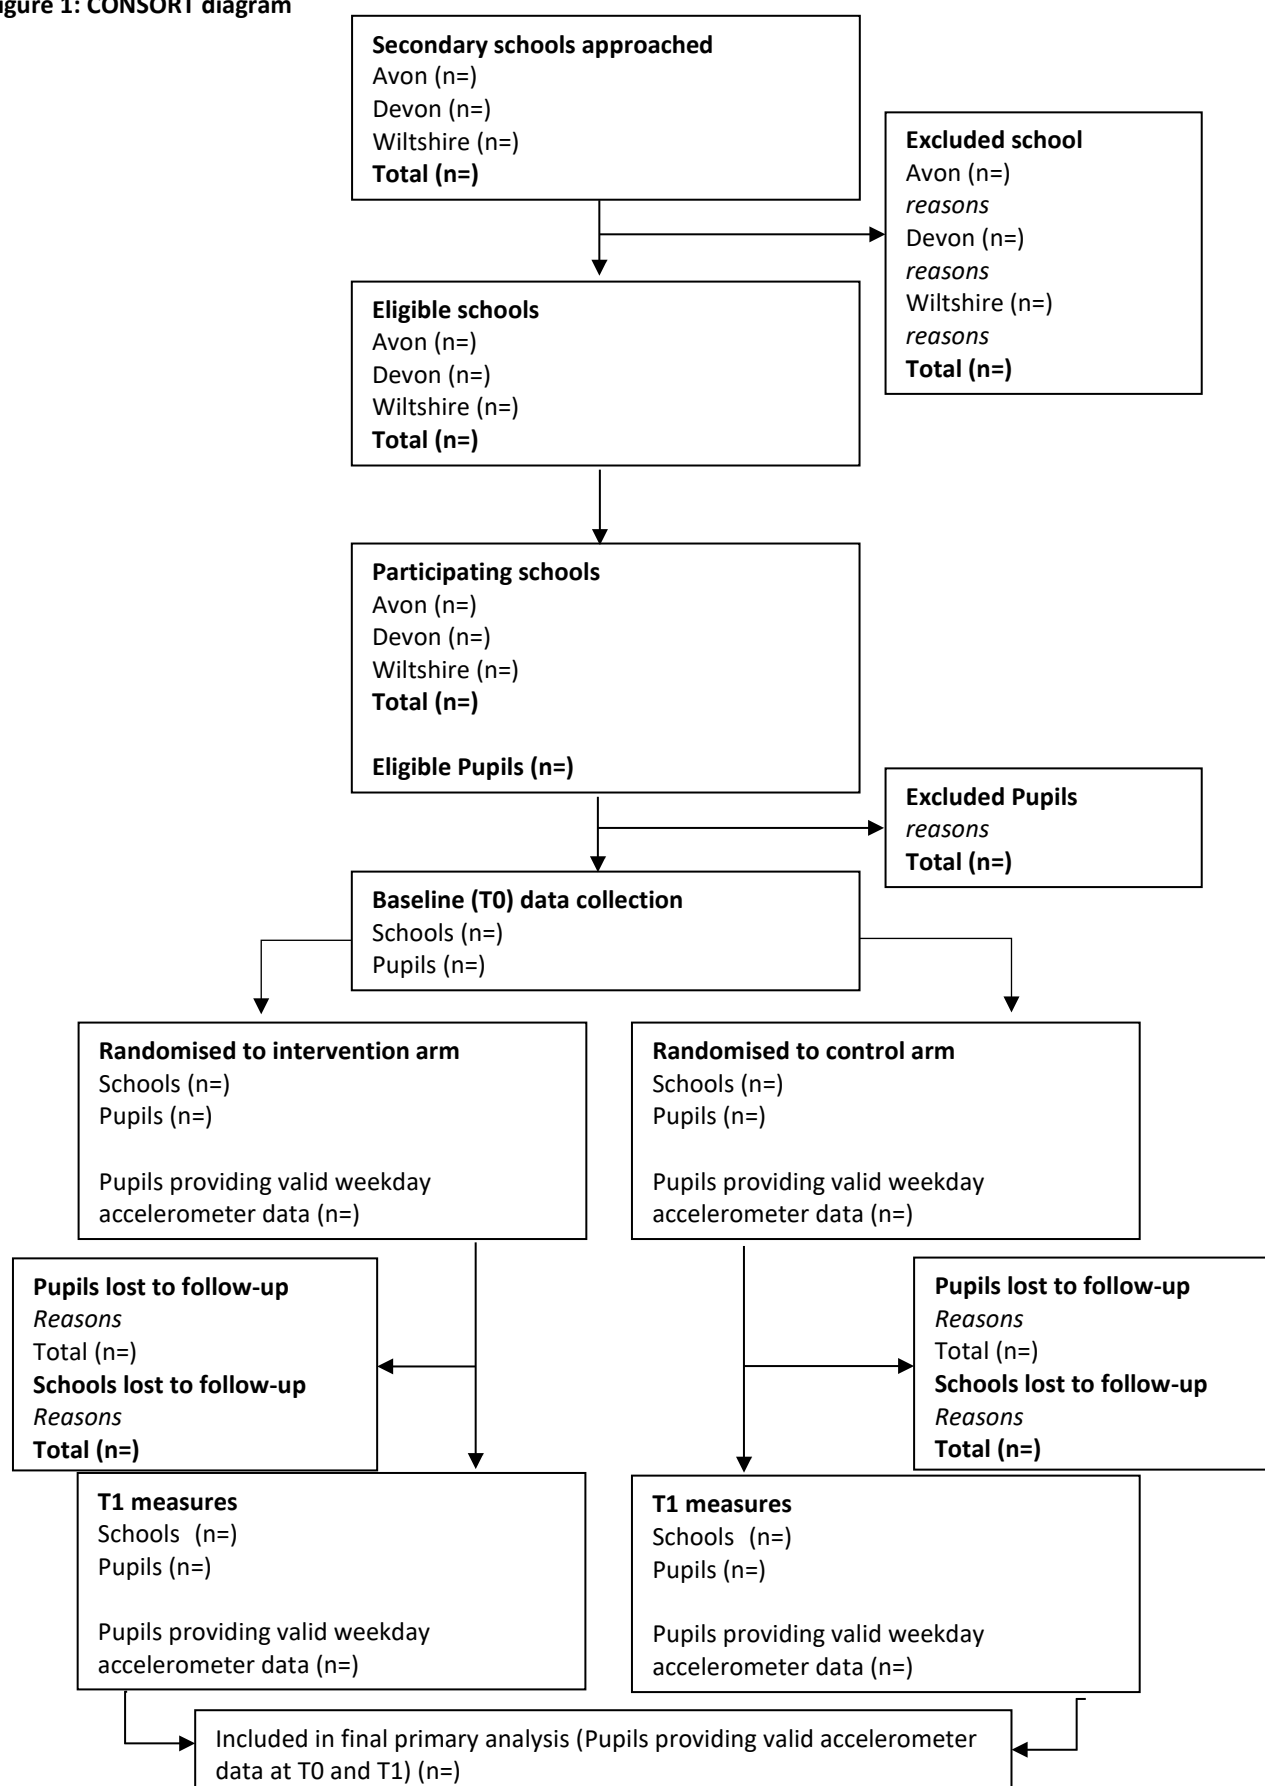 igure 1: CONSORT diagram
Secondary schools approached
Avon (n=)
Devon (n=)
Wiltshire (n=)
Total (n=)
Excluded school
Avon (n=)
reasons
Devon (n=)
reasons
Wiltshire (n=)
reasons
Total (n=)
Eligible schools
Avon (n=)
Devon (n=)
Wiltshire (n=)
Total (n=)
Participating schools
Avon (n=)
Devon (n=)
Wiltshire (n=)
Total (n=)
Eligible Pupils (n=)
Excluded Pupils
reasons
Total (n=)
Baseline (T0) data collection
Schools (n=)
Pupils (n=)
Randomised to intervention arm
Schools (n=)
Pupils (n=)
Pupils providing valid weekday
accelerometer data (n=)
Randomised to control arm
Schools (n=)
Pupils (n=)
Pupils providing valid weekday
accelerometer data (n=)
Pupils lost to follow-up
Reasons
Total (n=)
Schools lost to follow-up
Reasons
Total (n=)
Pupils lost to follow-up
Reasons
Total (n=)
Schools lost to follow-up
Reasons
Total (n=)
T1 measures
Schools (n=)
Pupils (n=)
Pupils providing valid weekday
accelerometer data (n=)
T1 measures
Schools (n=)
Pupils (n=)
Pupils providing valid weekday
accelerometer data (n=)
Included in final primary analysis (Pupils providing valid accelerometer
data at T0 and T1) (n=)